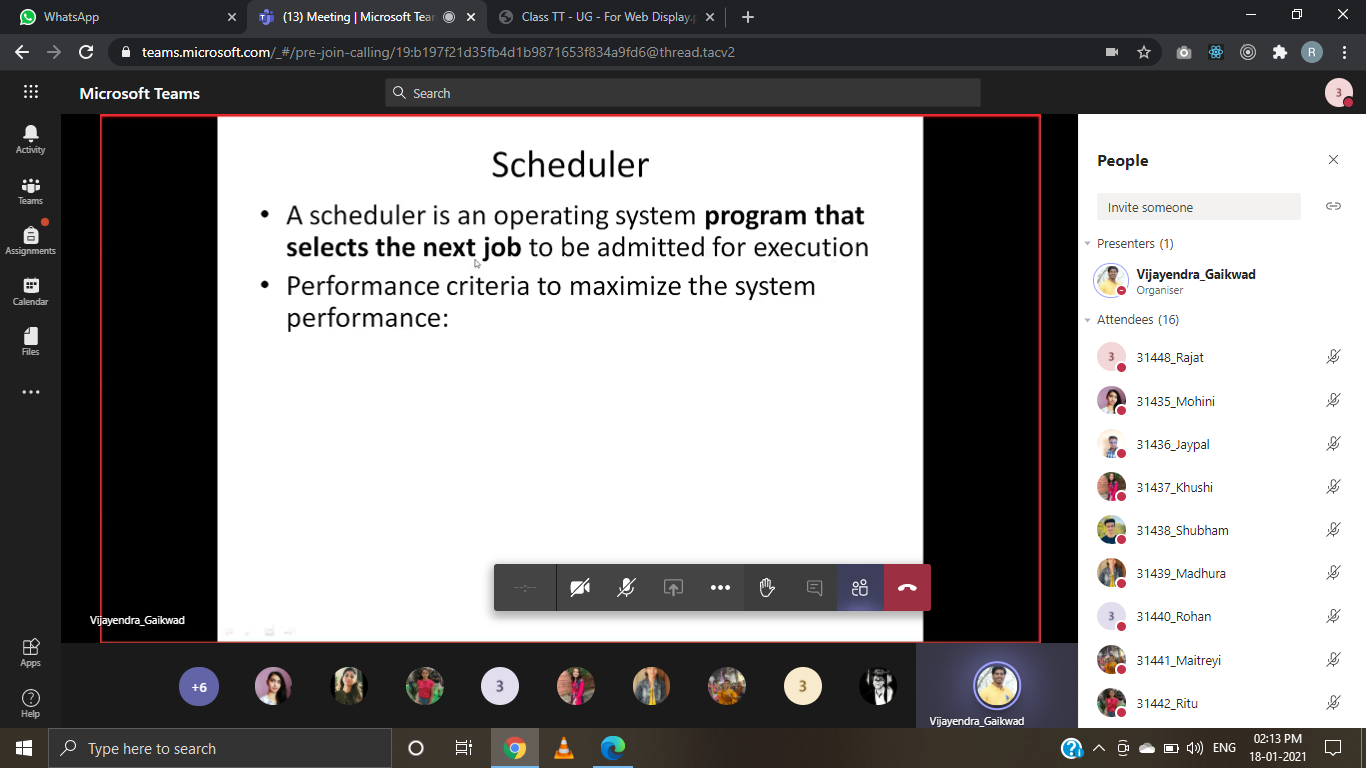 WhatsApp
(13) Meeting | Microsoft Tear
Class TT - UG - For Web Display.p
teams.microsoft.com/_#/pre-join-calling/19:b197f21d35fb4d1b9871653f834a9fd6@thread.tacv2
R
Microsoft Teams
Search
3
Activity
Teams
Assignments
Calendar
Files
Apps
Help
Scheduler
• A scheduler is an operating system program that
selects the next job to be admitted for execution
• Performance criteria to maximize the system
performance:
--:--
Vijayendra_Gaikwad
+6
3
3
Vijayendra_Gaikwad
People
Invite someone
Presenters (1)
Vijayendra_Gaikwad
Organiser
Attendees (16)
3
31448_Rajat
31435_Mohini
31436_Jaypal
31437_Khushi
31438_Shubham
31439_Madhura
3
31440_Rohan
31441_Maitreyi
31442_Ritu
Type here to search
ENG
02:13 PM
18-01-2021